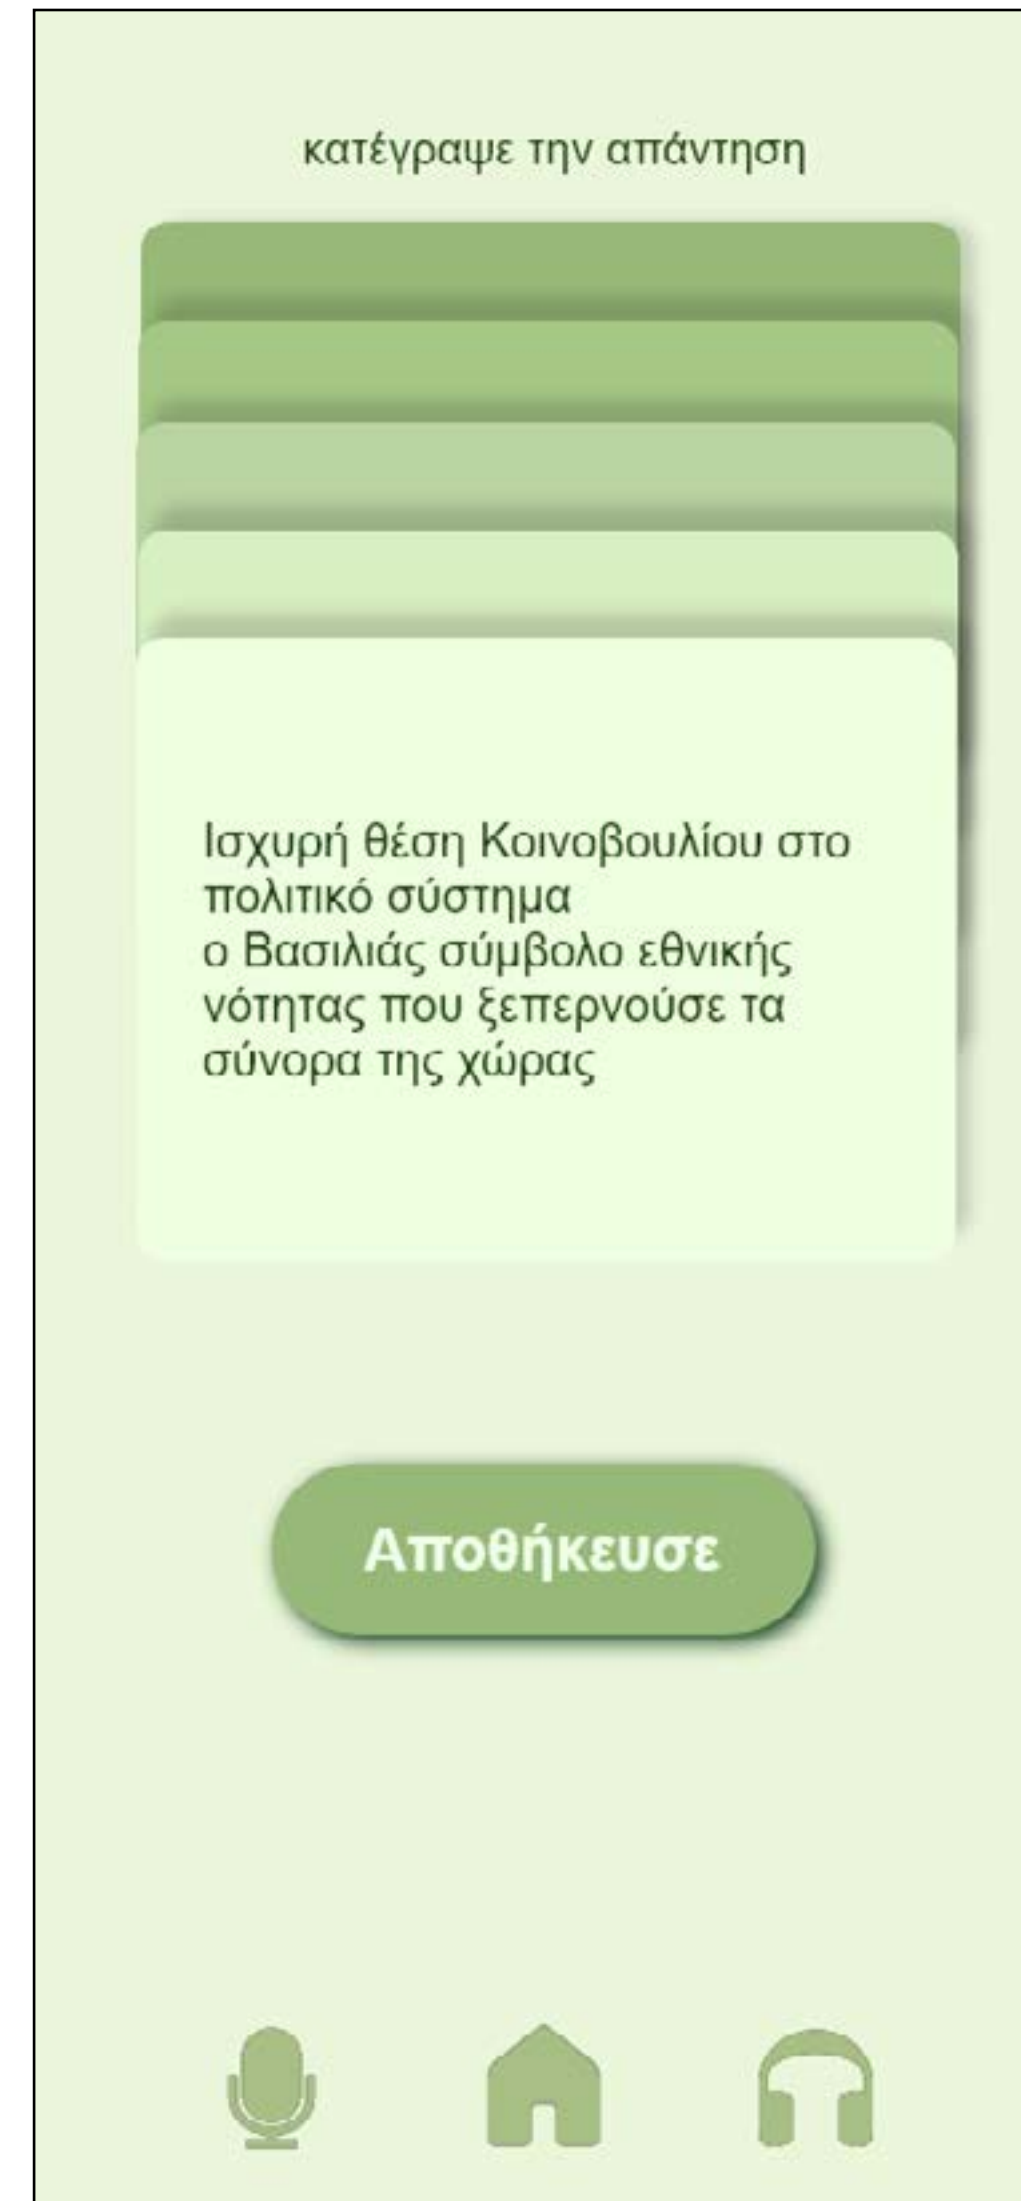 κατέγραψε την απάντηση
Ισχυρή θέση Κοινοβουλίου στο
πολιτικό σύστημα
ο Βασιλιάς σύμβολο εθνικής
νότητας που ξεπερνούσε τα
σύνορα της χώρας
Αποθήκευσε